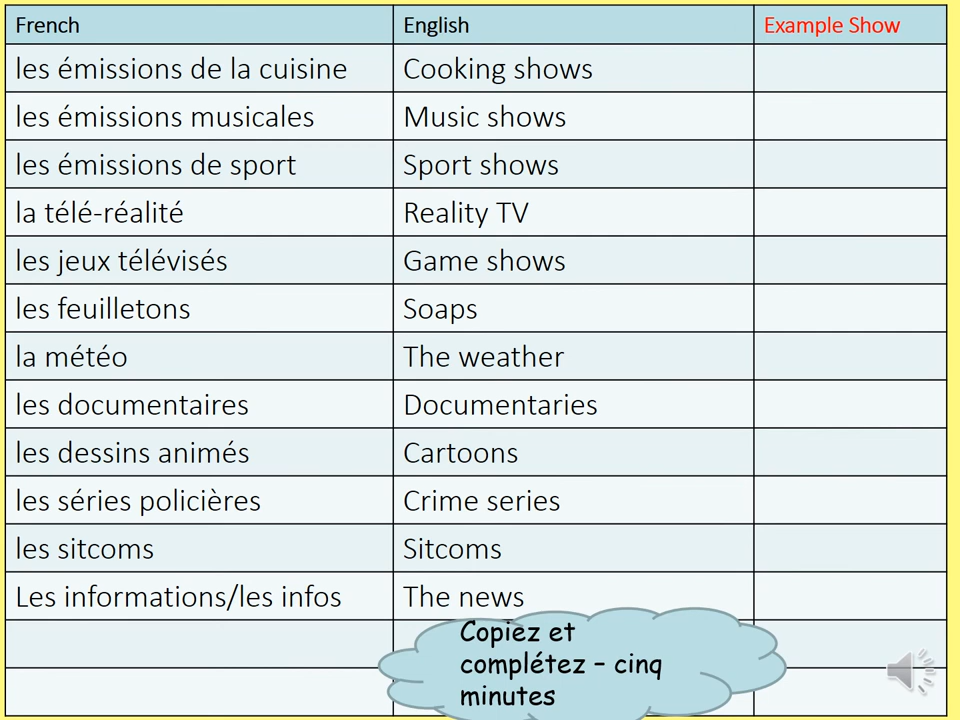 French English Example Show
les émissions de la cuisine Cooking shows
les émissions musicales Music shows
les émissions de sport Sport shows
la télé-réalité Reality TV
les jeux télévisés Game shows
les feuilletons Soaps
la météo The weather
les documentaires Documentaries
les dessins animés Cartoons
les séries policières Crime series
les sitcoms Sitcoms
Les informations/les infos The news
Copiez et
complétez – cinq
minutes